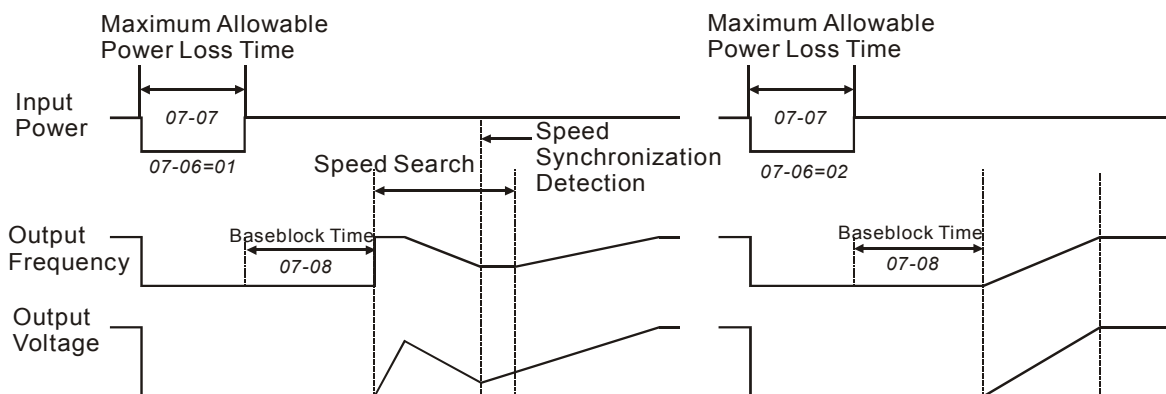 Maximum Allowable
Power Loss Time
Input
Power
07-07
07-06=01
Speed Search
Speed
Synchronization
Detection
Output
Frequency
Baseblock Time
07-08
Output
Voltage
Maximum Allowable
Power Loss Time
07-07
07-06=02
Baseblock Time
07-08